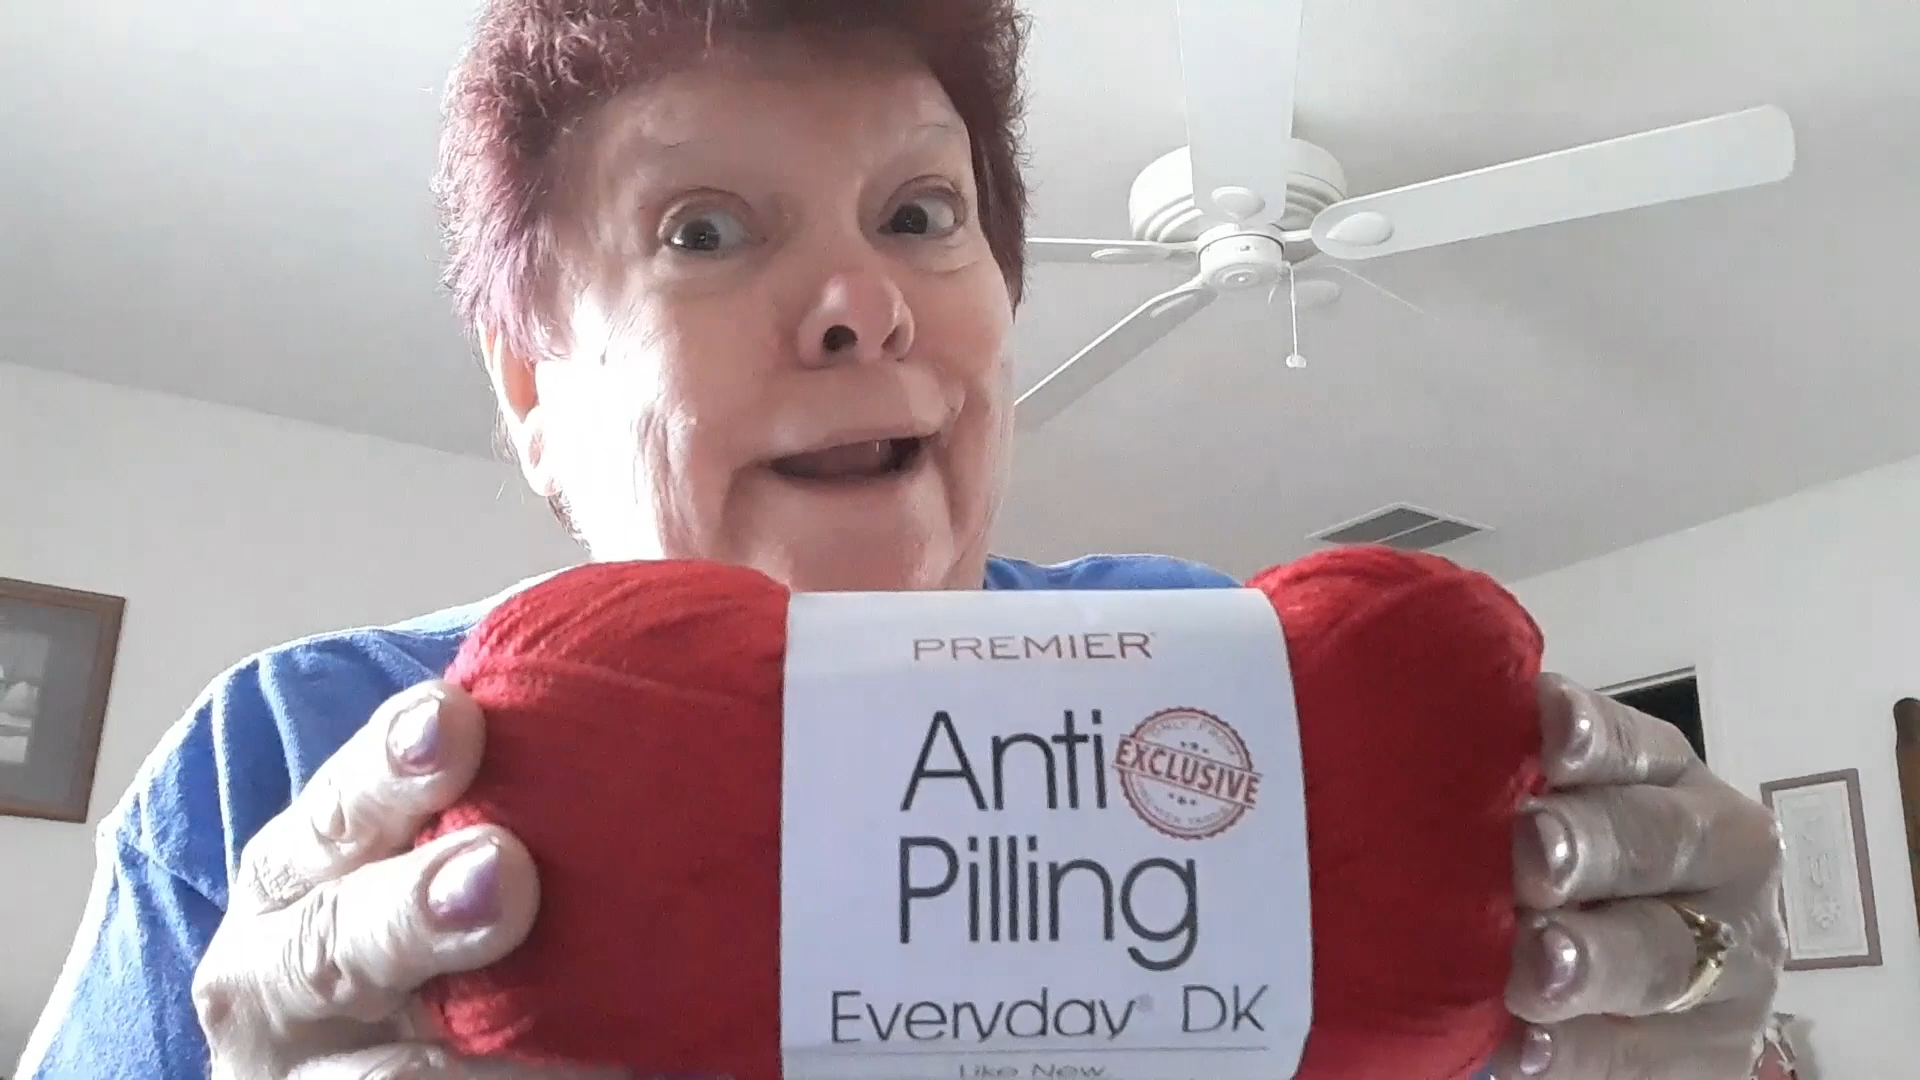 PREMIER®
Anti
EXCLUSIVE
Pilling
Everyday® DK
Like New